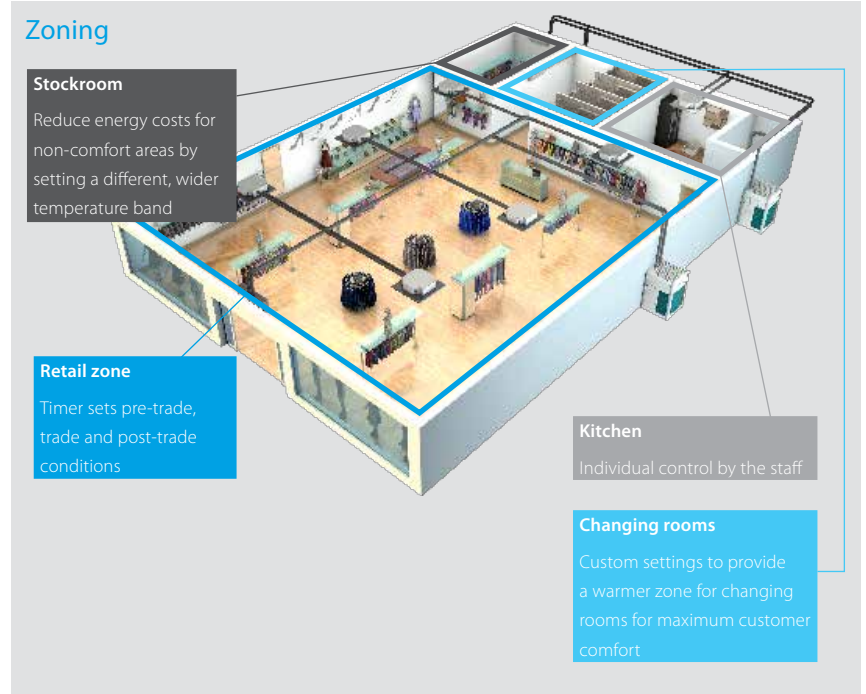 Zoning
Stockroom
Reduce energy costs for
non-comfort areas by
setting a different, wider
temperature band
Retail zone
Timer sets pre-trade,
trade and post-trade
conditions
Kitchen
Individual control by the staff
Changing rooms
Custom settings to provide
a warmer zone for changing
rooms for maximum customer
comfort